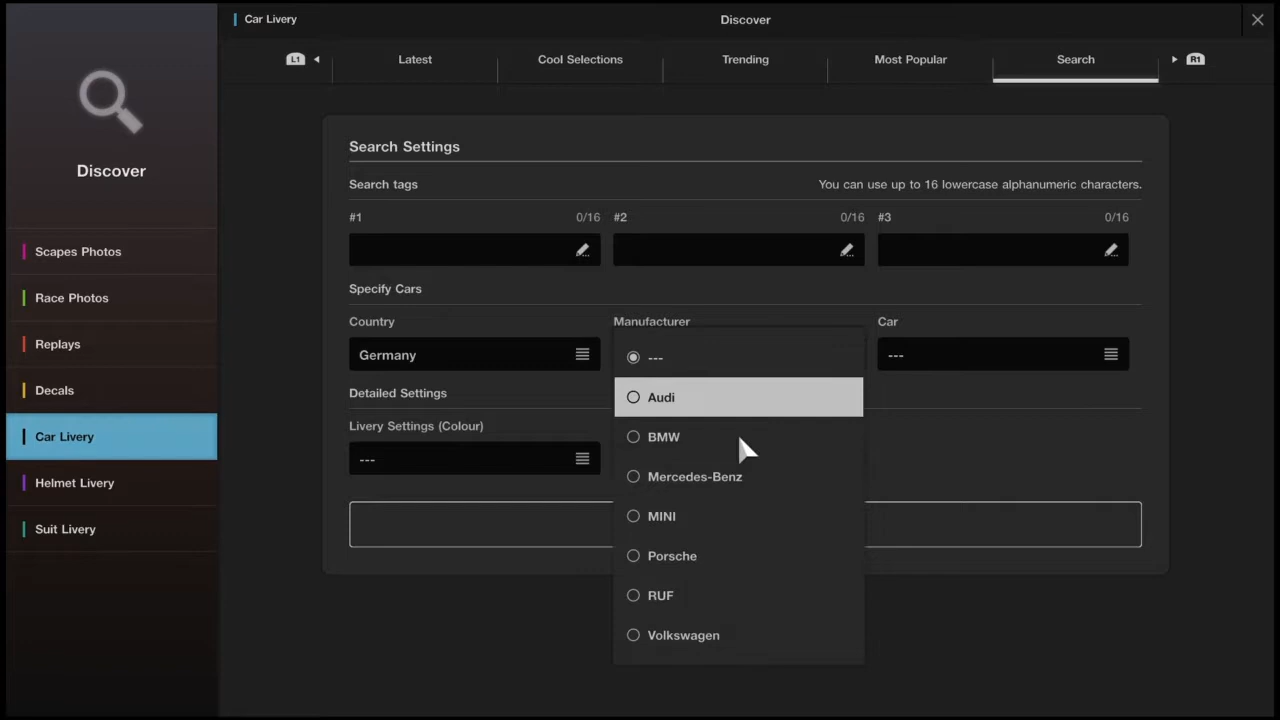 Car Livery
Discover
L1
Latest
Cool Selections
Trending
Most Popular
Search
R1
Discover
Scapes Photos
Race Photos
Replays
Decals
Car Livery
Helmet Livery
Suit Livery
Search Settings
Search tags
You can use up to 16 lowercase alphanumeric characters.
#1 0/16
#2 0/16
#3 0/16
Specify Cars
Country
Manufacturer
Car
Germany
---
Audi
BMW
Mercedes-Benz
MINI
Porsche
RUF
Volkswagen
---
Detailed Settings
Livery Settings (Colour)
---